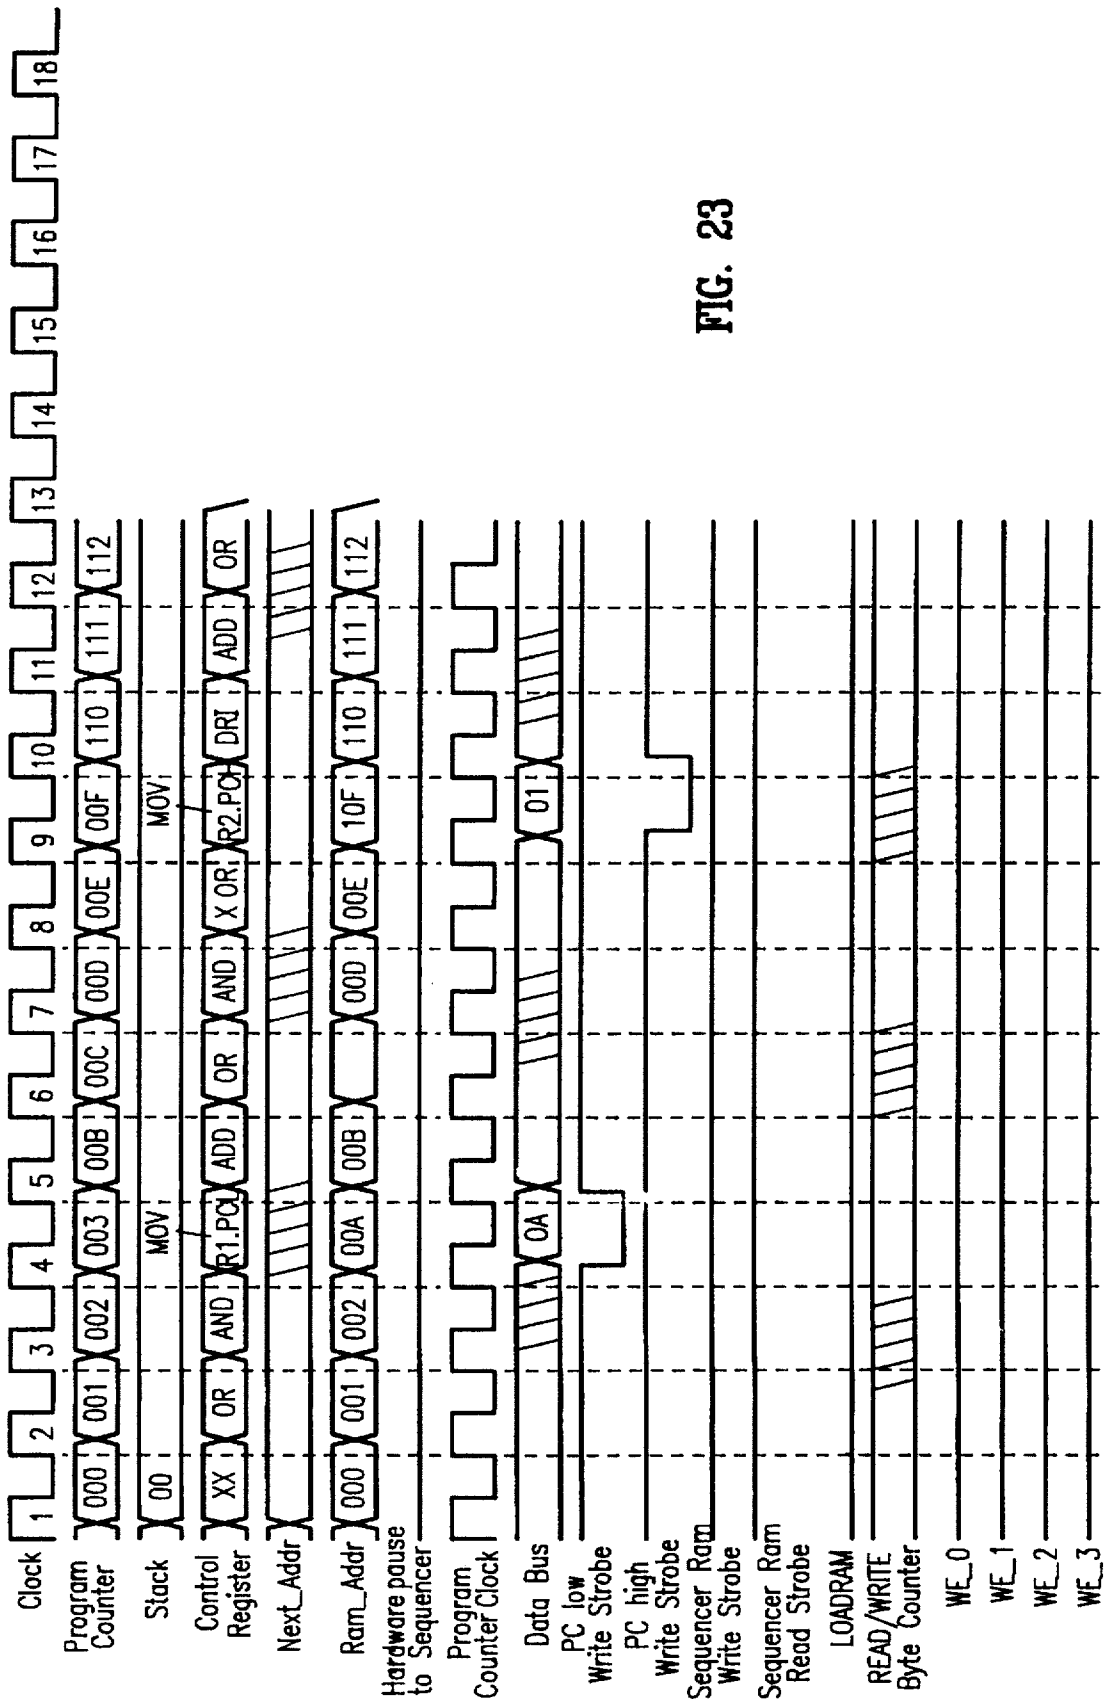 Clock 1 2 3 4 5 6 7 8 9 10 11 12 13 14 15 16 17 18
Program
Counter 000 001 002 003 00B 00C 00D 00E 00F 110 111 112
Stack 00
MOV MOV
Control
Register XX OR AND R1.PCL ADD OR AND X OR R2.PCH DRI ADD OR
Next_Addr
Ram_Addr 000 001 002 00A 00B 00D 00E 10F 110 111 112
Hardware pause
to Sequencer
Program
Counter Clock
Data Bus 0A 01
PC low
Write Strobe
PC high
Write Strobe
Sequencer Ram
Write Strobe
Sequencer Ram
Read Strobe
LOADRAM
READ/WRITE
Byte Counter
WE_0
WE_1
WE_2
WE_3
FIG. 23